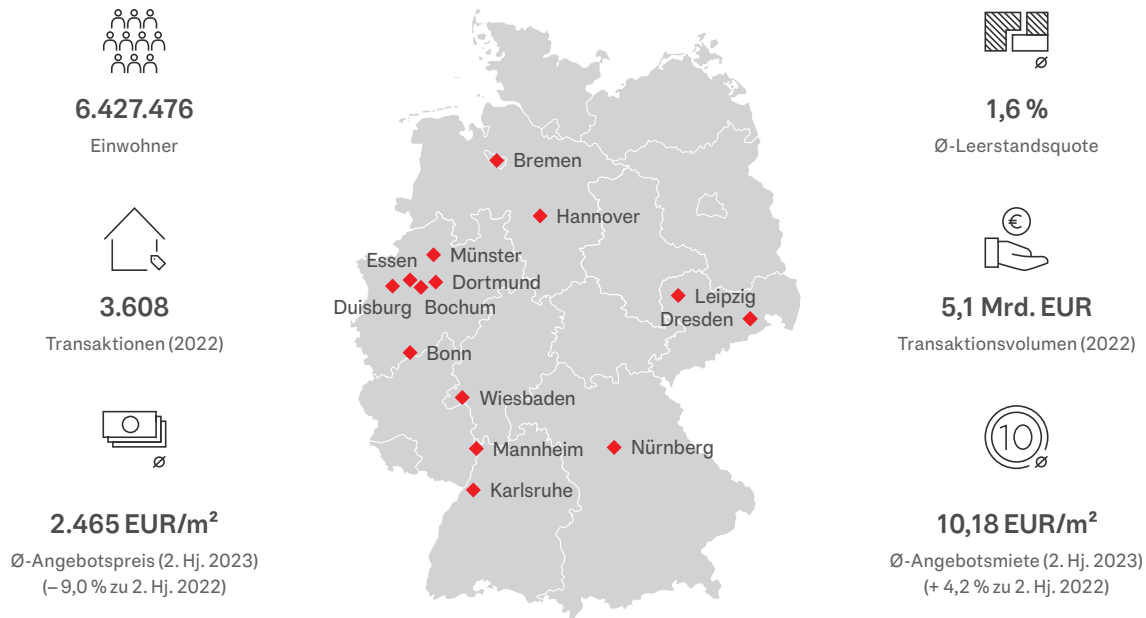 6.427.476
Einwohner
3.608
Transaktionen (2022)
2.465 EUR/m²
Ø-Angebotspreis (2. Hj. 2023)
(– 9,0 % zu 2. Hj. 2022)
Bremen
Hannover
Münster
Essen
Dortmund
Duisburg
Bochum
Leipzig
Dresden
Bonn
Wiesbaden
Mannheim
Nürnberg
Karlsruhe
Ø
1,6 %
Ø-Leerstandsquote
€
5,1 Mrd. EUR
Transaktionsvolumen (2022)
10
Ø
10,18 EUR/m²
Ø-Angebotsmiete (2. Hj. 2023)
(+ 4,2 % zu 2. Hj. 2022)
Ø